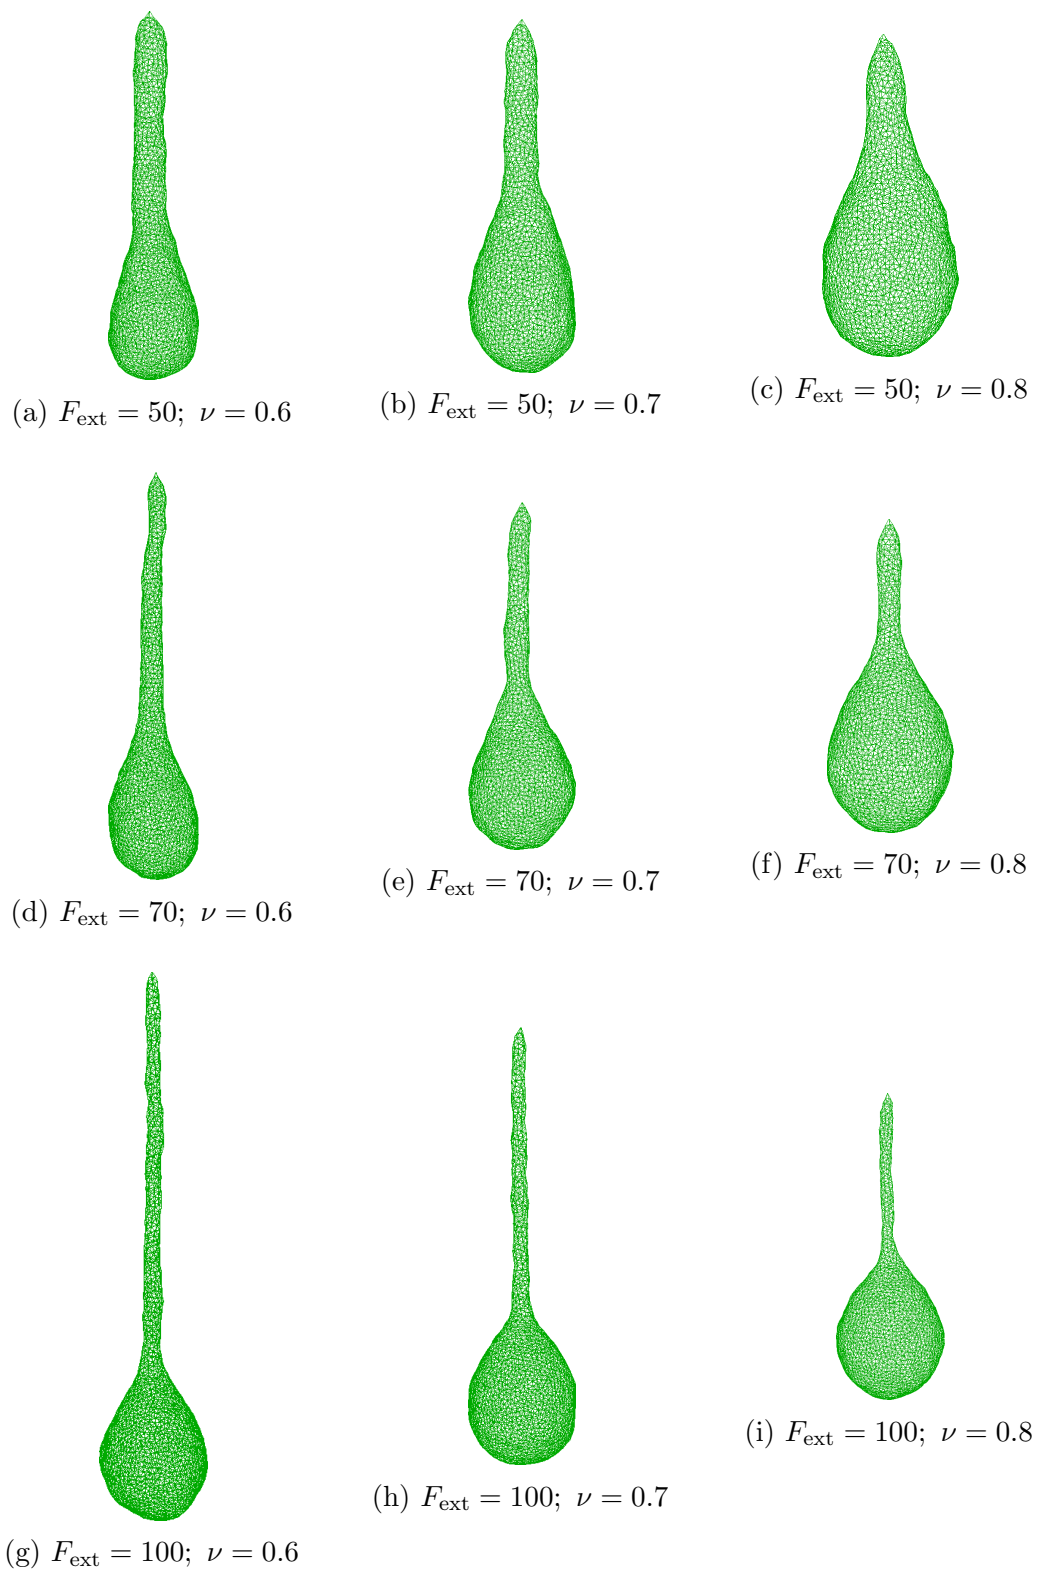 (a) F_ext = 50; ν = 0.6
(b) F_ext = 50; ν = 0.7
(c) F_ext = 50; ν = 0.8
(d) F_ext = 70; ν = 0.6
(e) F_ext = 70; ν = 0.7
(f) F_ext = 70; ν = 0.8
(g) F_ext = 100; ν = 0.6
(h) F_ext = 100; ν = 0.7
(i) F_ext = 100; ν = 0.8